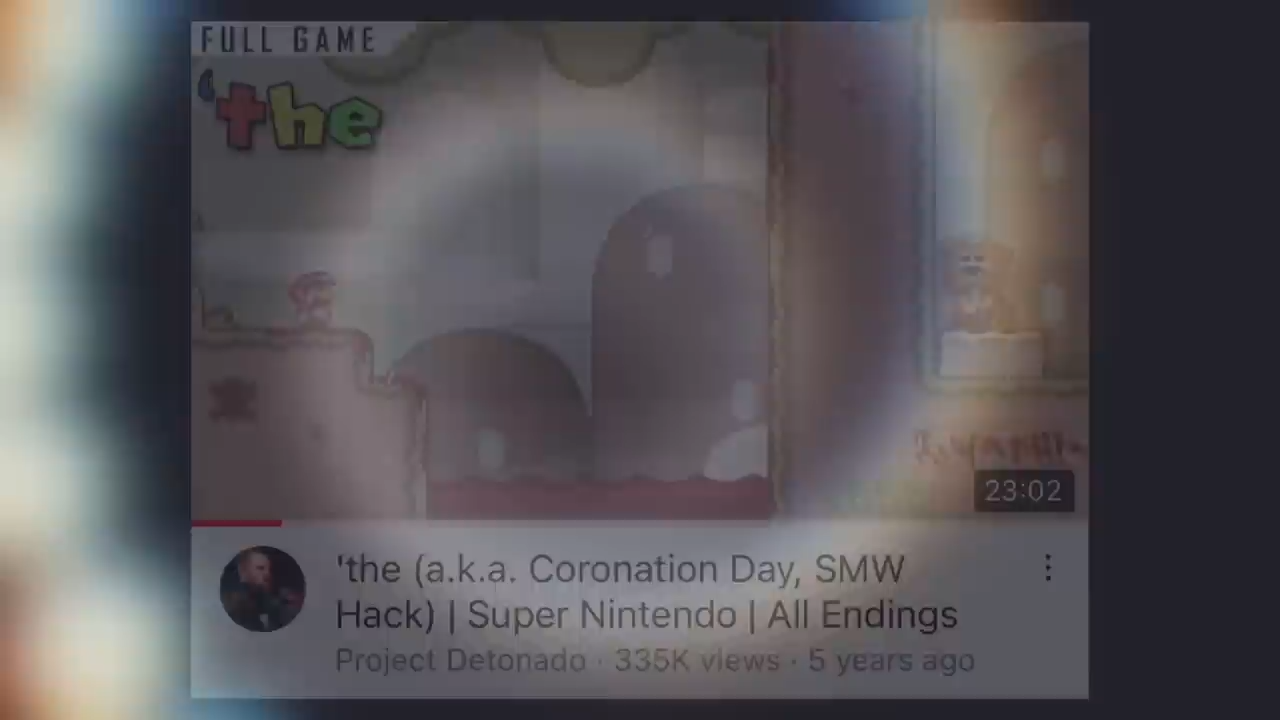 FULL GAME
'the
23:02
'the (a.k.a. Coronation Day, SMW
Hack) | Super Nintendo | All Endings
Project Detonado · 335K views · 5 years ago